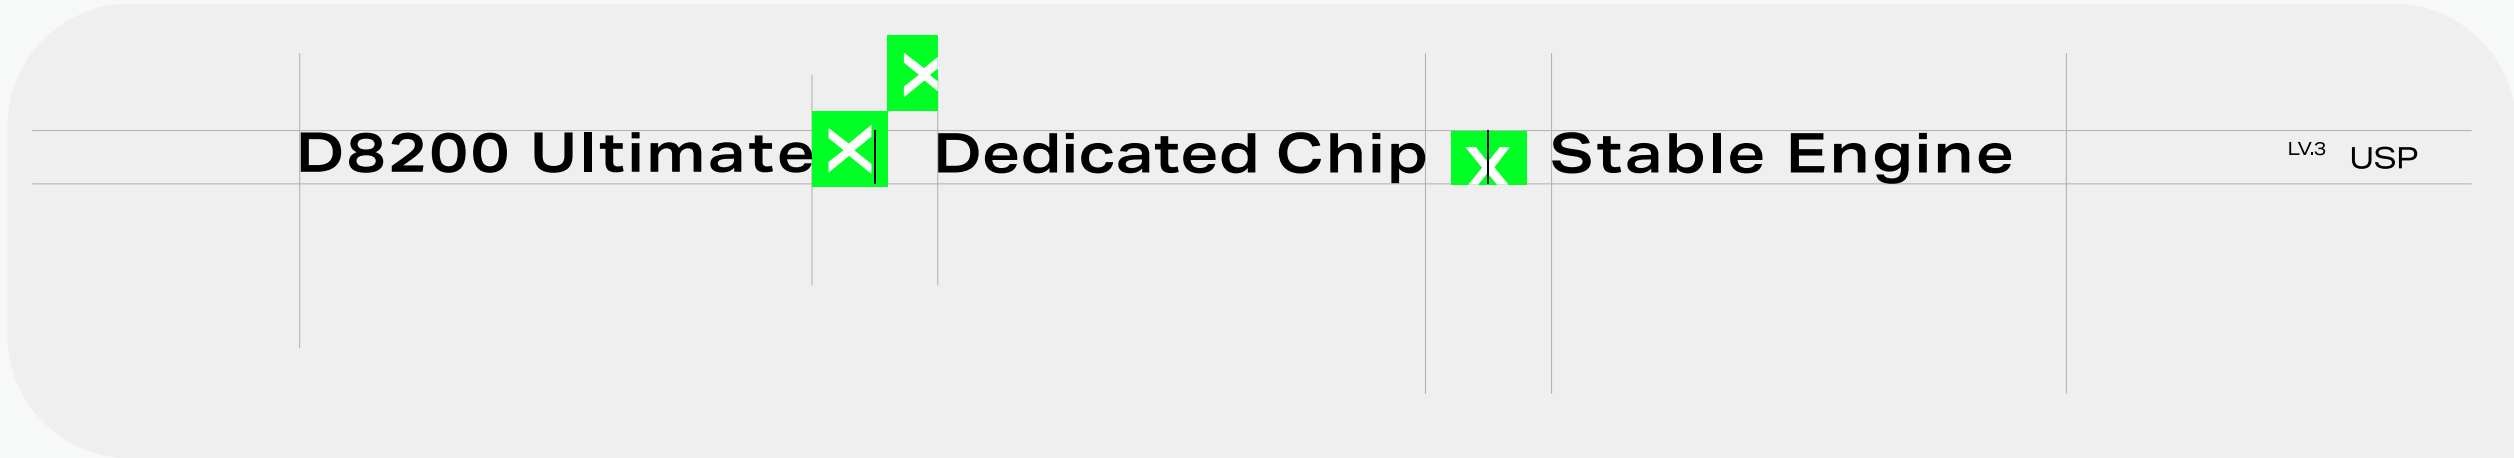 X
D8200 Ultimate X | Dedicated Chip X | Stable Engine LV.3 USP